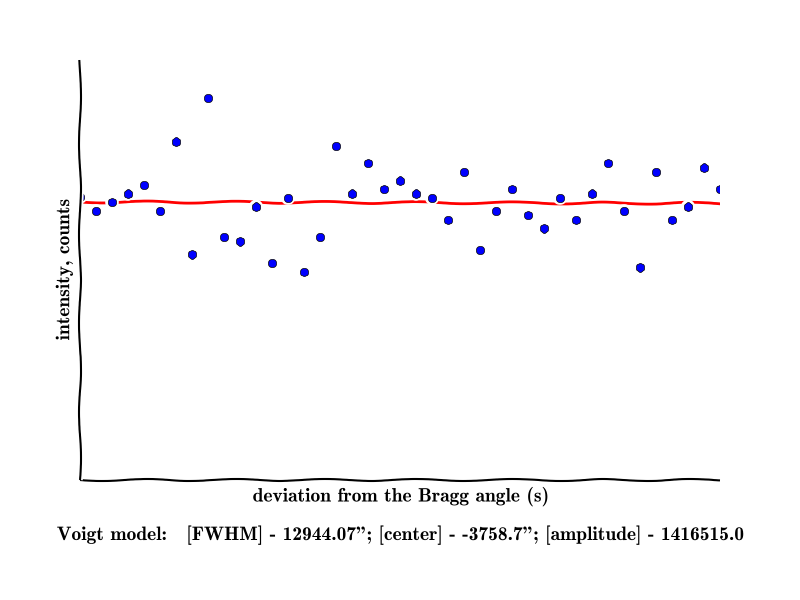 intensity, counts
deviation from the Bragg angle (s)
Voigt model: [FWHM] - 12944.07”; [center] - -3758.7”; [amplitude] - 1416515.0